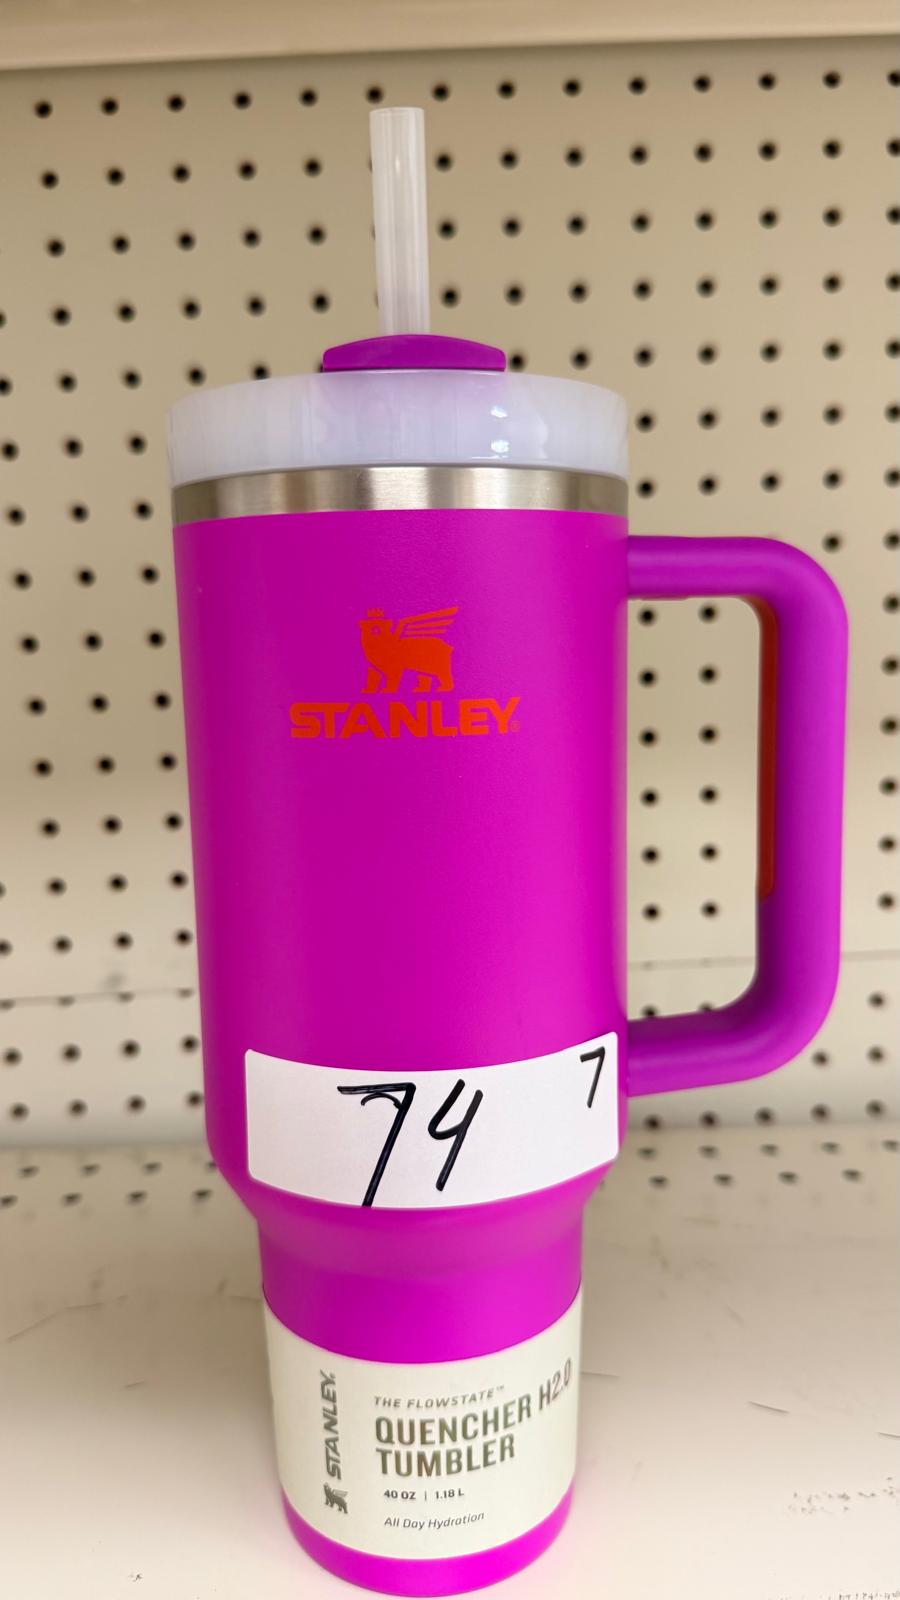 STANLEY®
74
7
STANLEY.
THE FLOWSTATE™
QUENCHER H2.0
TUMBLER
40 OZ | 1.18 L
All Day Hydration